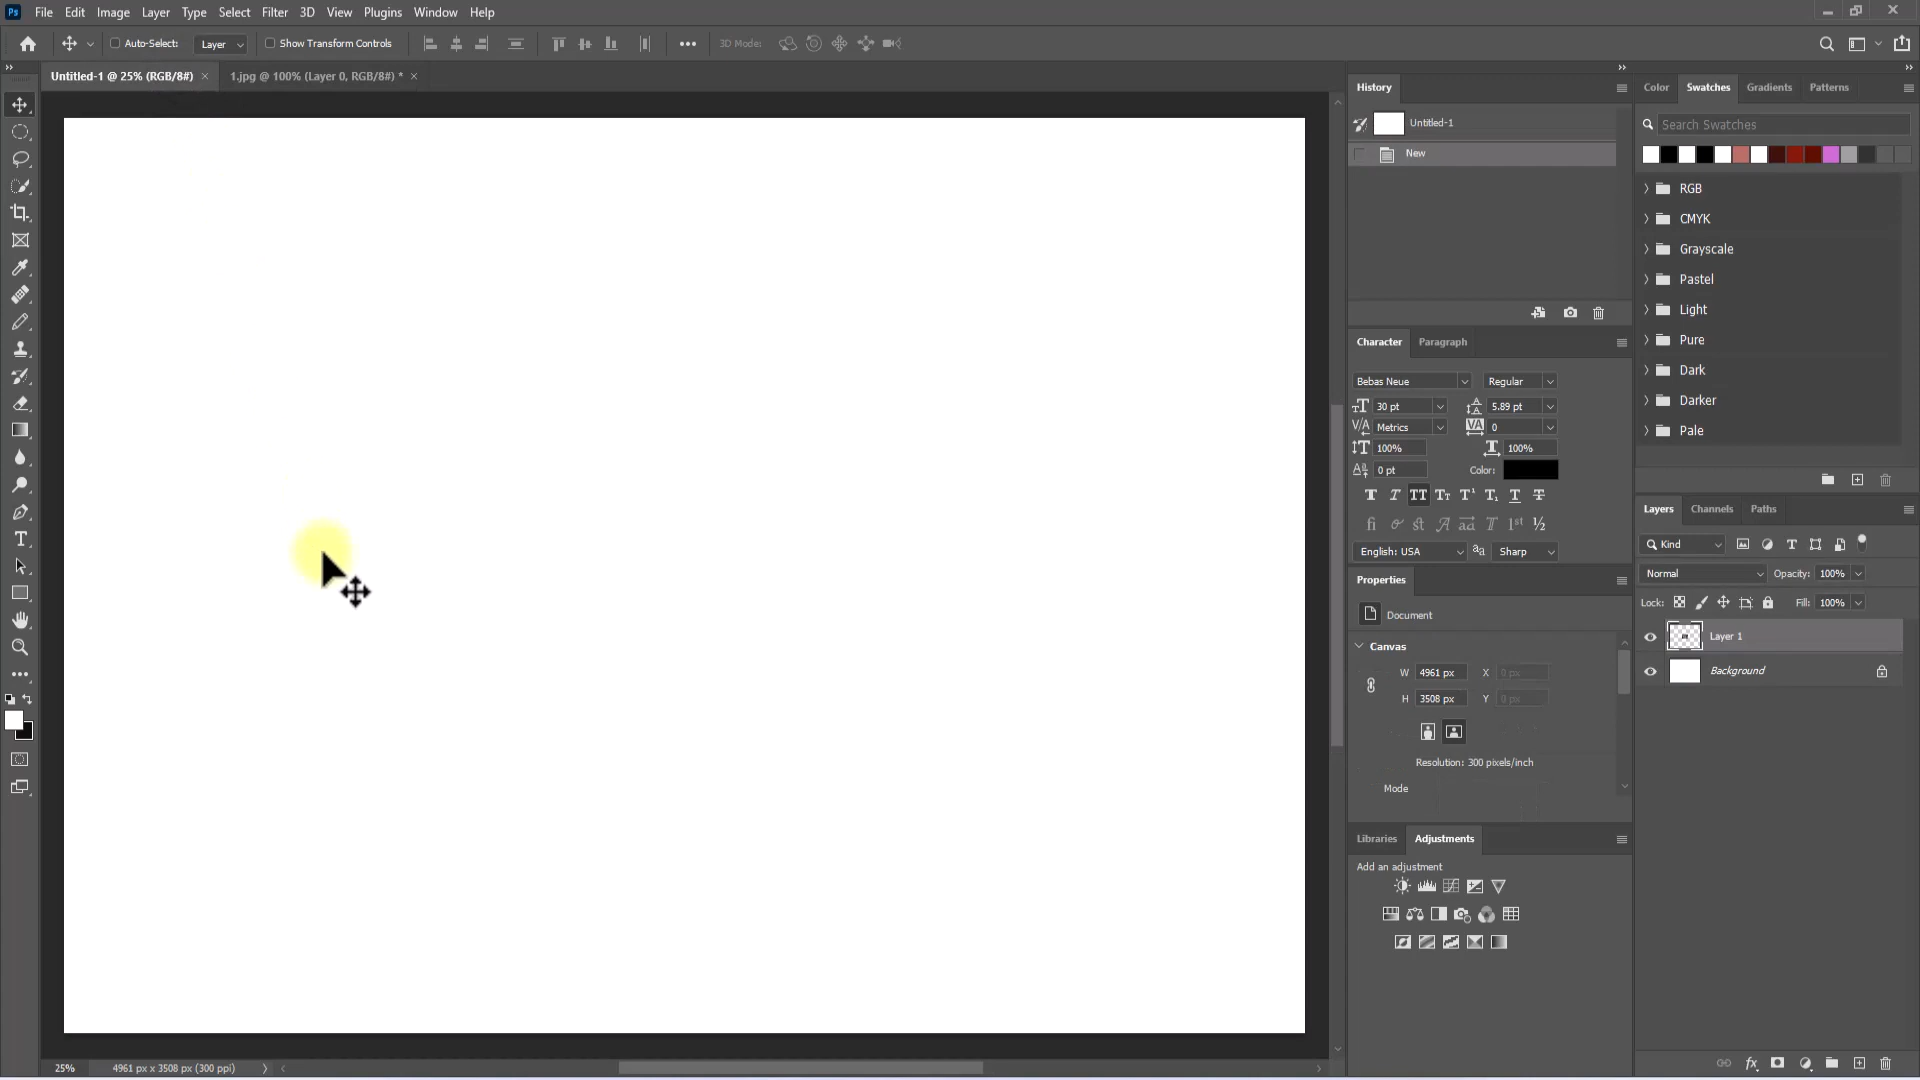 Ps File Edit Image Layer Type Select Filter 3D View Plugins Window Help
Auto-Select: Layer Show Transform Controls 3D Mode:
Untitled-1 @ 25% (RGB/8#) × 1.jpg @ 100% (Layer 0, RGB/8#) * ×
History
Untitled-1
New
Character Paragraph
Bebas Neue Regular
30 pt 5.89 pt
Metrics 0
100% 100%
0 pt Color:
English: USA Sharp
Properties
Document
Canvas
W 4961 px X 0 px
H 3508 px Y 0 px
Resolution: 300 pixels/inch
Mode
Libraries Adjustments
Add an adjustment
Color Swatches Gradients Patterns
Search Swatches
RGB
CMYK
Grayscale
Pastel
Light
Pure
Dark
Darker
Pale
Layers Channels Paths
Kind
Normal Opacity: 100%
Lock: Fill: 100%
Layer 1
Background
25% 4961 px x 3508 px (300 ppi)